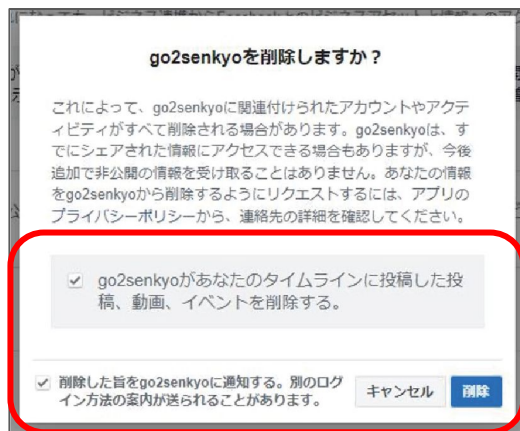 go2senkyoを削除しますか？
これによって、go2senkyoに関連付けられたアカウントやアクテ
ィビティがすべて削除される場合があります。go2senkyoは、す
でにシェアされた情報にアクセスできる場合もありますが、今後
追加で非公開の情報を受け取ることはありません。あなたの情報
をgo2senkyoから削除するようにリクエストするには、アプリの
プライバシーポリシーから、連絡先の詳細を確認してください。
go2senkyoがあなたのタイムラインに投稿した投
稿、動画、イベントを削除する。
削除した旨をgo2senkyoに通知する。別のログ
イン方法の案内が送られることがあります。
キャンセル 削除